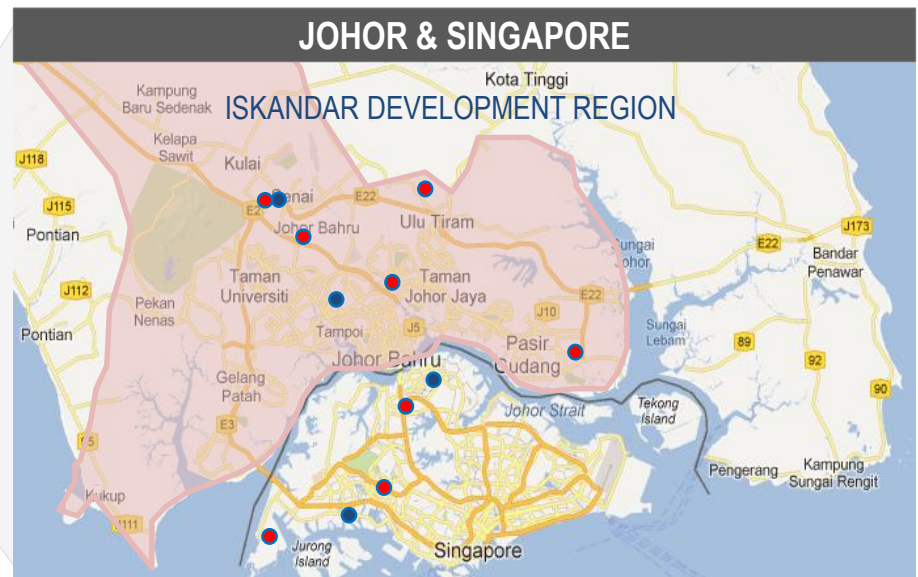 JOHOR & SINGAPORE
Kota Tinggi
Kampung
Baru Sedenak
ISKANDAR DEVELOPMENT REGION
Kelapa
Sawit
J118
Kulai
Senai
E22
E2
J115
Pontian
Johor Bahru
Ulu Tiram
J173
E22
Sungai
Johor
Bandar
Penawar
Taman
Universiti
Taman
Johor Jaya
J112
Pekan
Nenas
E22
J10
Pontian
Tampoi
J5
Sungai
Lebam
89
Pasir
Gudang
92
Johor Bahru
Gelang
Patah
90
Johor Strait
Tekong
Island
E3
Pengerang
Kampung
Sungai Rengit
Kukup
J111
Jurong
Island
Singapore